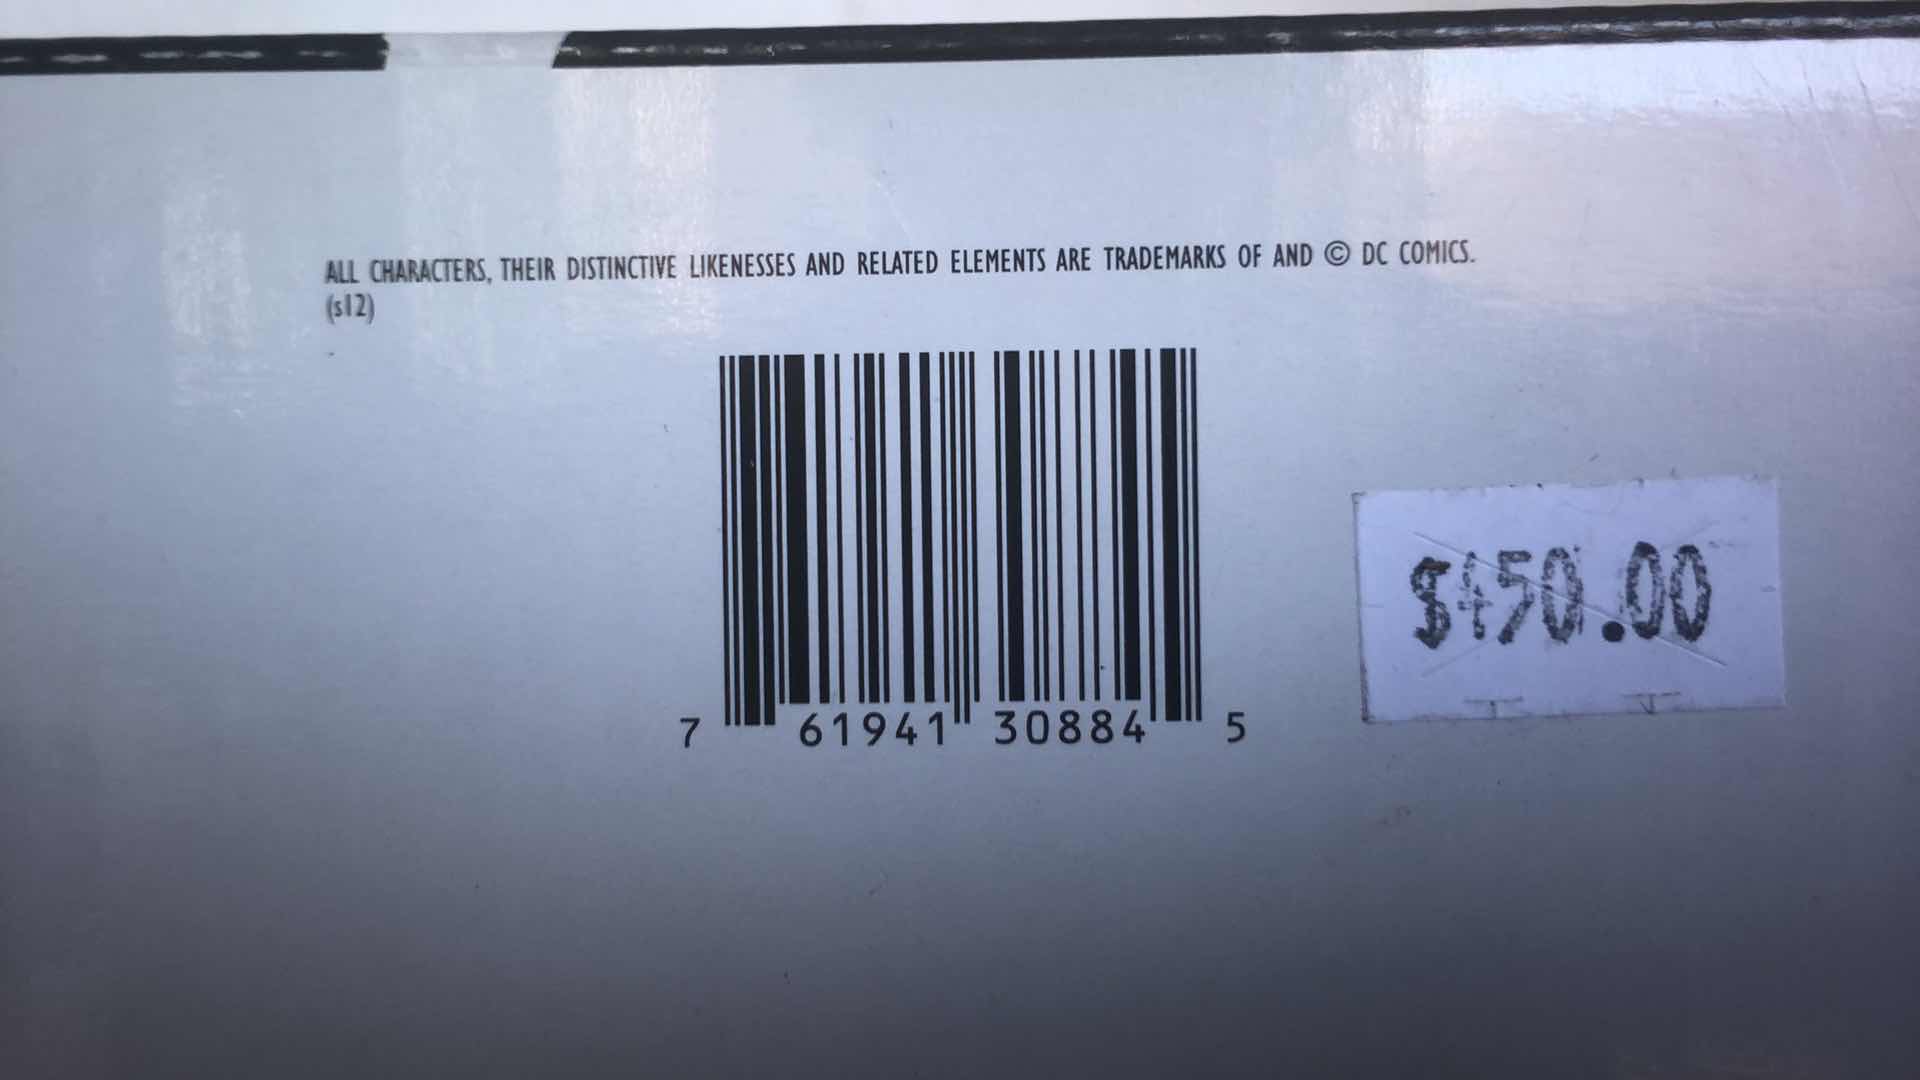 ALL CHARACTERS, THEIR DISTINCTIVE LIKENESSES AND RELATED ELEMENTS ARE TRADEMARKS OF AND © DC COMICS.
(s12)
7 61941 30884 5
$450.00